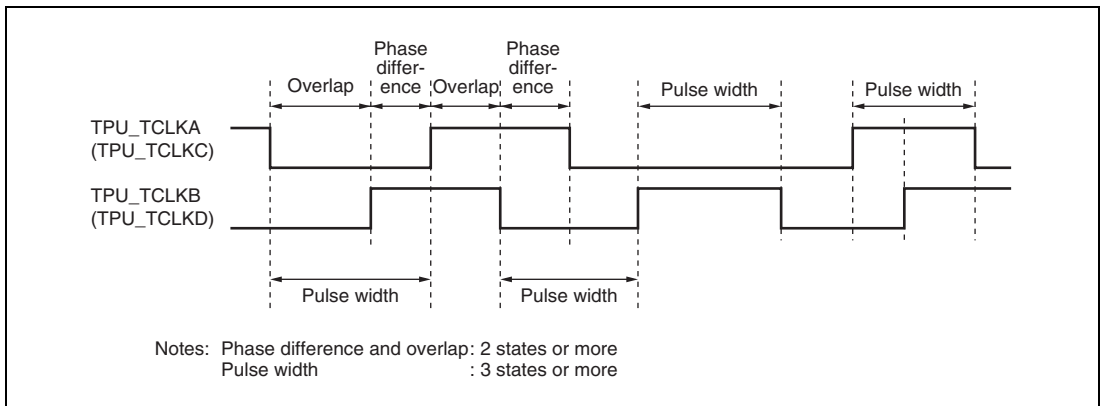 Phase
differ-
ence
Phase
differ-
ence
Overlap
Overlap
Pulse width
Pulse width
TPU_TCLKA
(TPU_TCLKC)
TPU_TCLKB
(TPU_TCLKD)
Pulse width
Pulse width
Notes: Phase difference and overlap: 2 states or more
Pulse width : 3 states or more